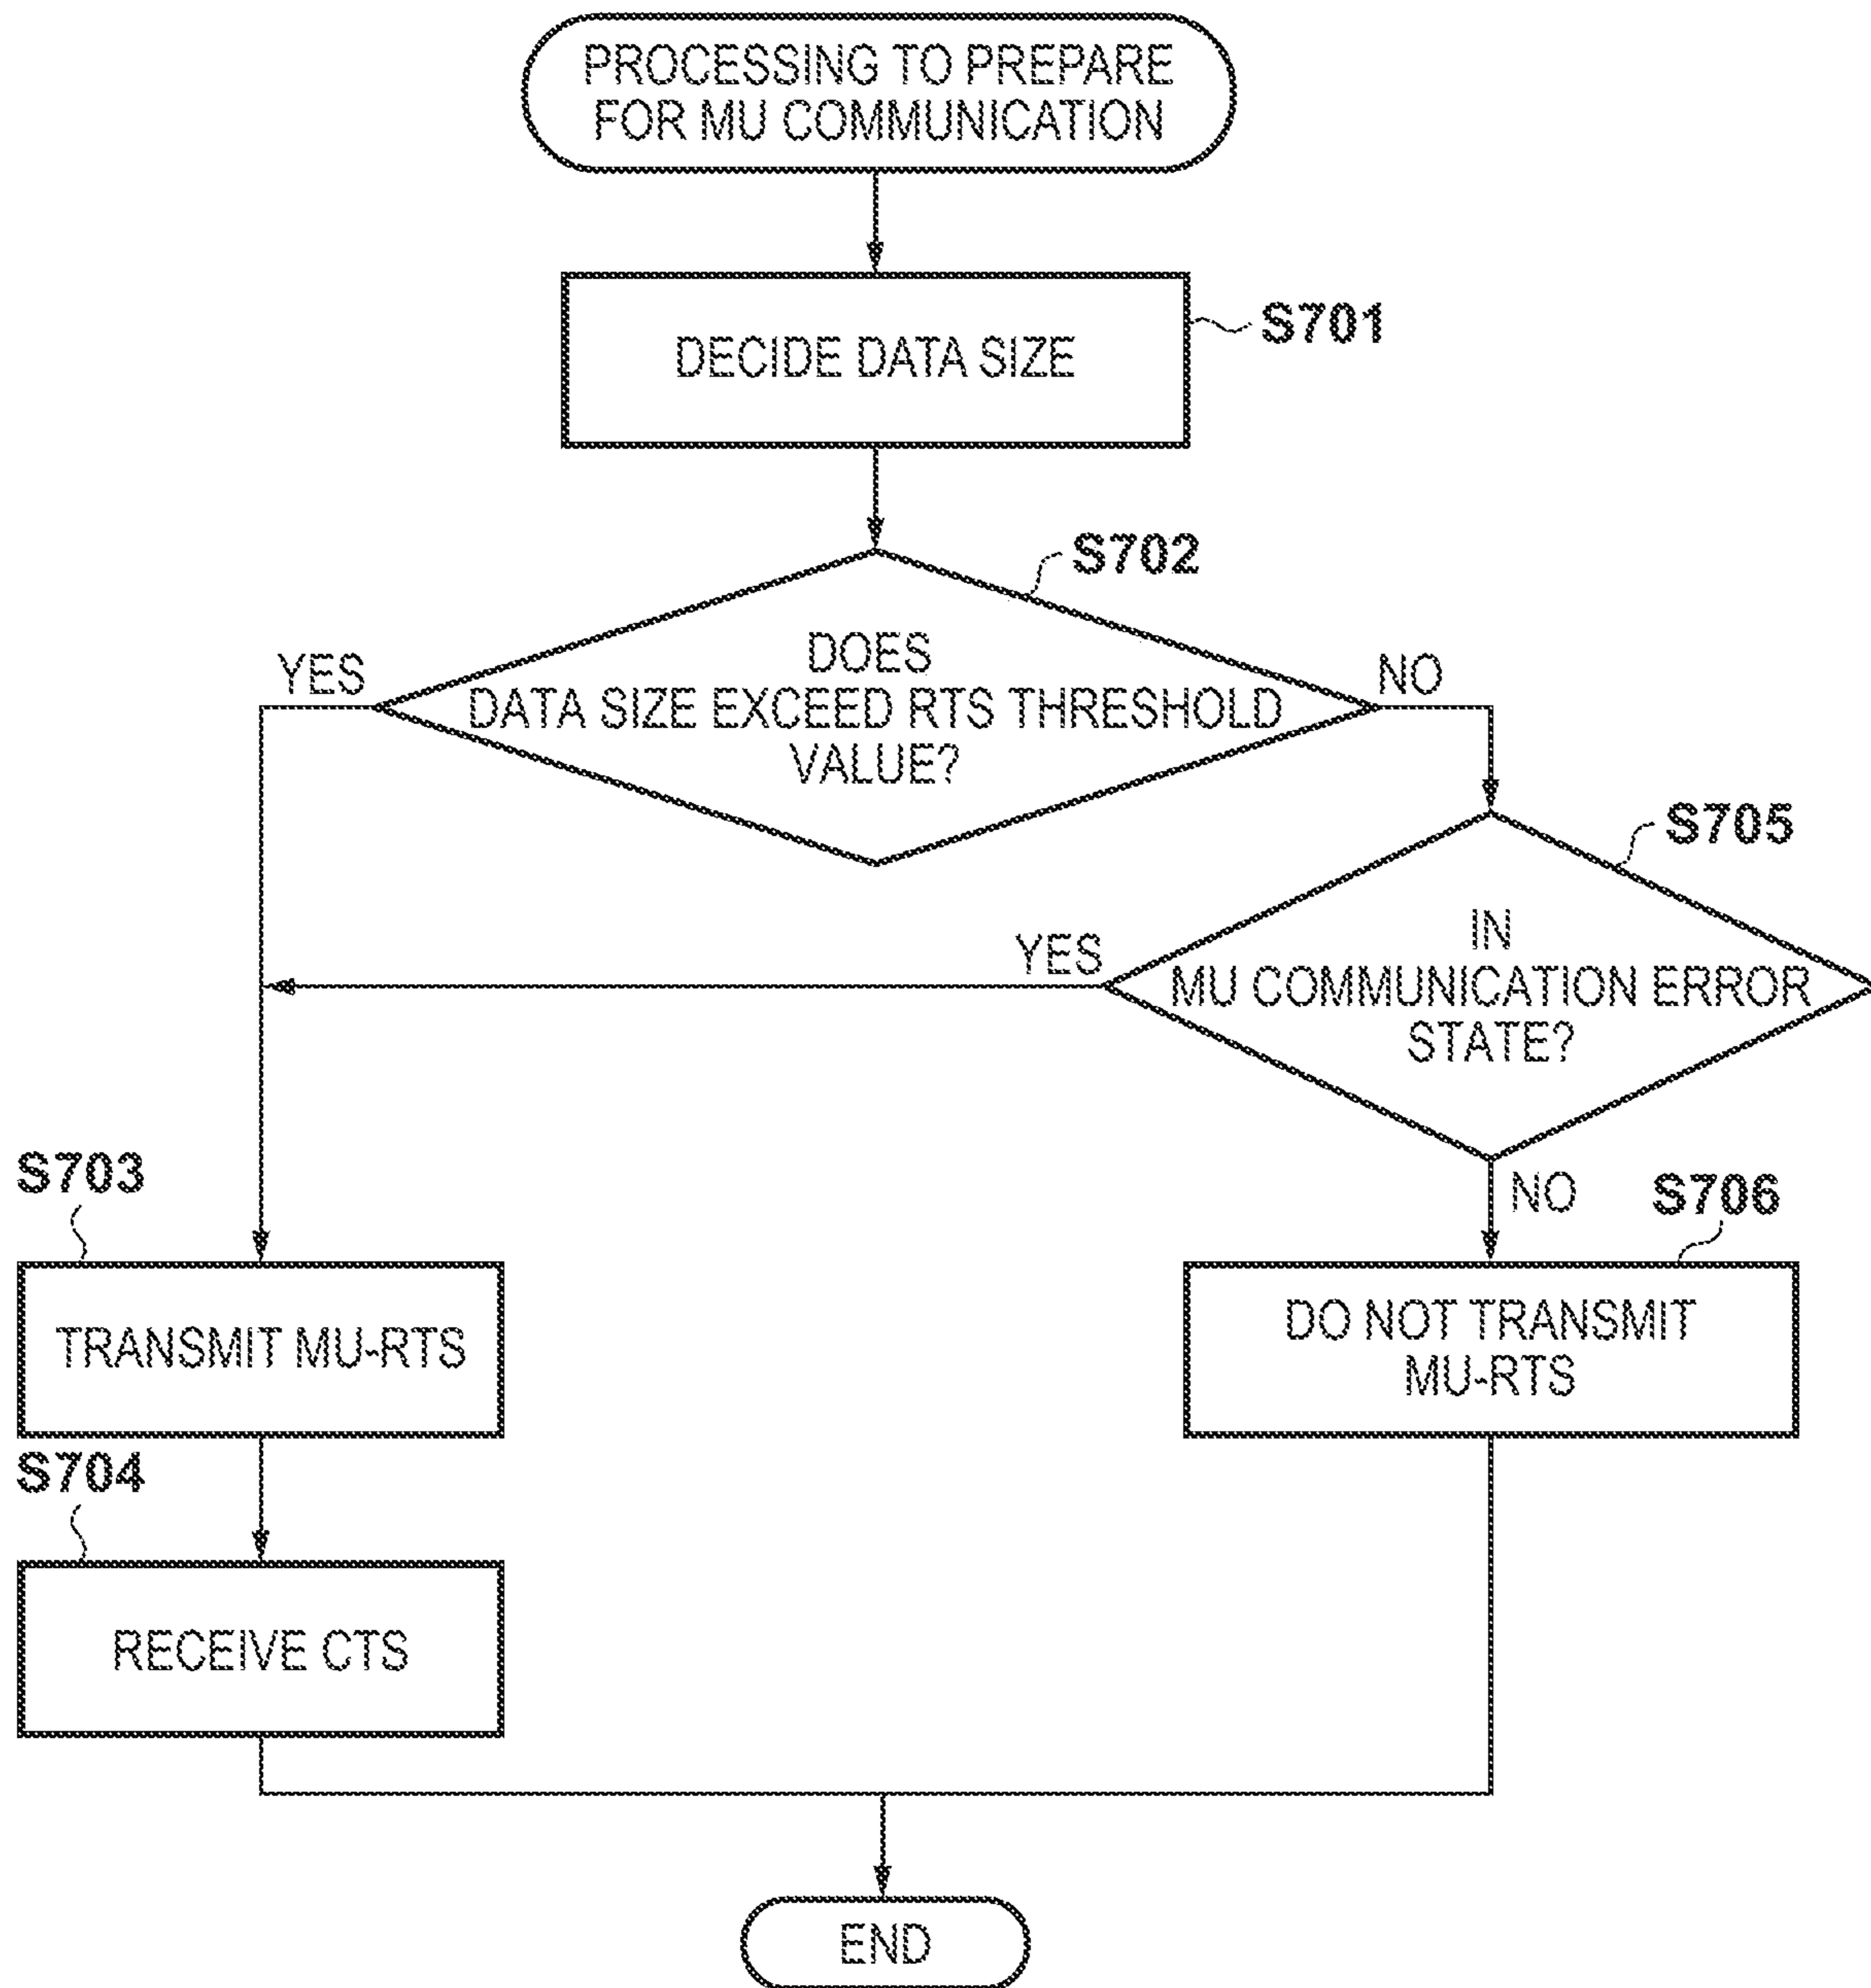 PROCESSING TO PREPARE
FOR MU COMMUNICATION
S701
DECIDE DATA SIZE
S702
DOES
DATA SIZE EXCEED RTS THRESHOLD
VALUE?
YES
NO
S705
IN
MU COMMUNICATION ERROR
STATE?
YES
NO
S703
TRANSMIT MU-RTS
S706
DO NOT TRANSMIT
MU-RTS
S704
RECEIVE CTS
END